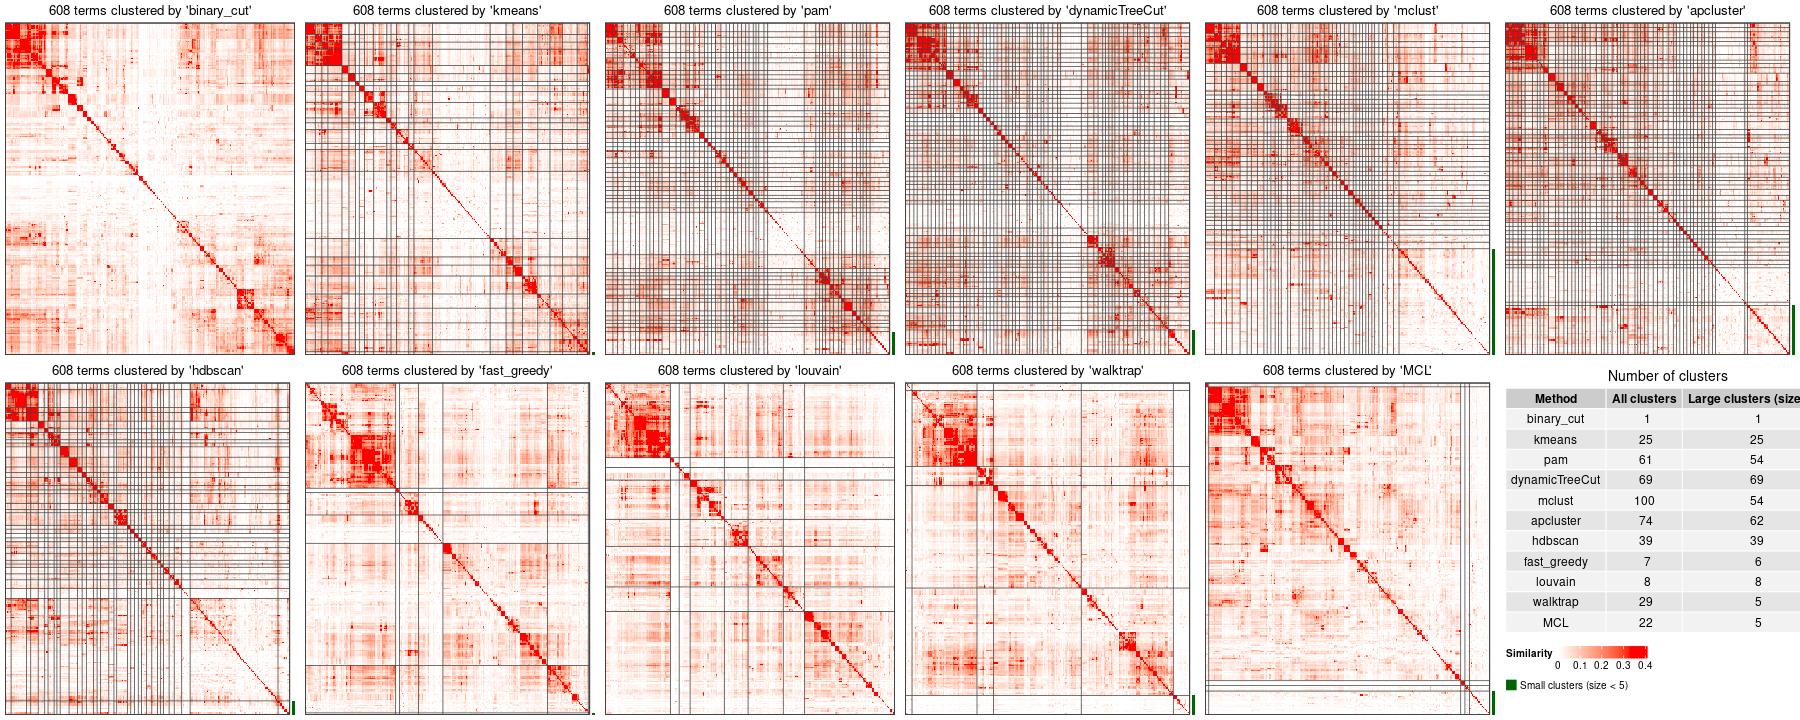 608 terms clustered by 'binary_cut'
608 terms clustered by 'kmeans'
608 terms clustered by 'pam'
608 terms clustered by 'dynamicTreeCut'
608 terms clustered by 'mclust'
608 terms clustered by 'apcluster'
608 terms clustered by 'hdbscan'
608 terms clustered by 'fast_greedy'
608 terms clustered by 'louvain'
608 terms clustered by 'walktrap'
608 terms clustered by 'MCL'
Number of clusters
Method All clusters Large clusters (size
binary_cut 1 1
kmeans 25 25
pam 61 54
dynamicTreeCut 69 69
mclust 100 54
apcluster 74 62
hdbscan 39 39
fast_greedy 7 6
louvain 8 8
walktrap 29 5
MCL 22 5
Similarity
0 0.1 0.2 0.3 0.4
Small clusters (size < 5)